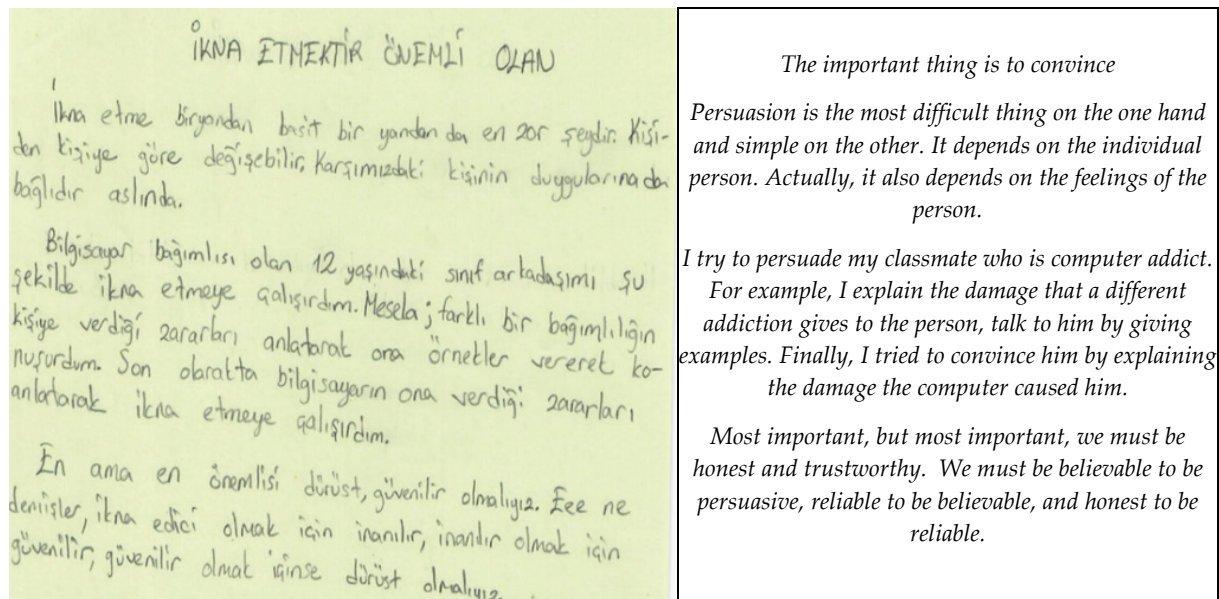 İKNA ETMEKTİR ÖNEMLİ OLAN
İkna etme biryandan basit bir yandan da en zor şeydir. Kişi-
den kişiye göre değişebilir, Karşımızdaki kişinin duygularına da
bağlıdır aslında.
Bilgisayar bağımlısı olan 12 yaşındaki sınıf arkadaşımı şu
şekilde ikna etmeye çalışırdım. Mesela; farklı bir bağımlılığın
kişiye verdiği zararları anlatarak ona örnekler vererek ko-
nuşurdum. Son olarakta bilgisayarın ona verdiği zararları
anlatarak ikna etmeye çalışırdım.
En ama en önemlisi dürüst, güvenilir olmalıyız. Eee ne
demişler, ikna edici olmak için inanılır, inanılır olmak için
güvenilir, güvenilir olmak içinse dürüst olmalıyız.
The important thing is to convince
Persuasion is the most difficult thing on the one hand
and simple on the other. It depends on the individual
person. Actually, it also depends on the feelings of the
person.
I try to persuade my classmate who is computer addict.
For example, I explain the damage that a different
addiction gives to the person, talk to him by giving
examples. Finally, I tried to convince him by explaining
the damage the computer caused him.
Most important, but most important, we must be
honest and trustworthy. We must be believable to be
persuasive, reliable to be believable, and honest to be
reliable.